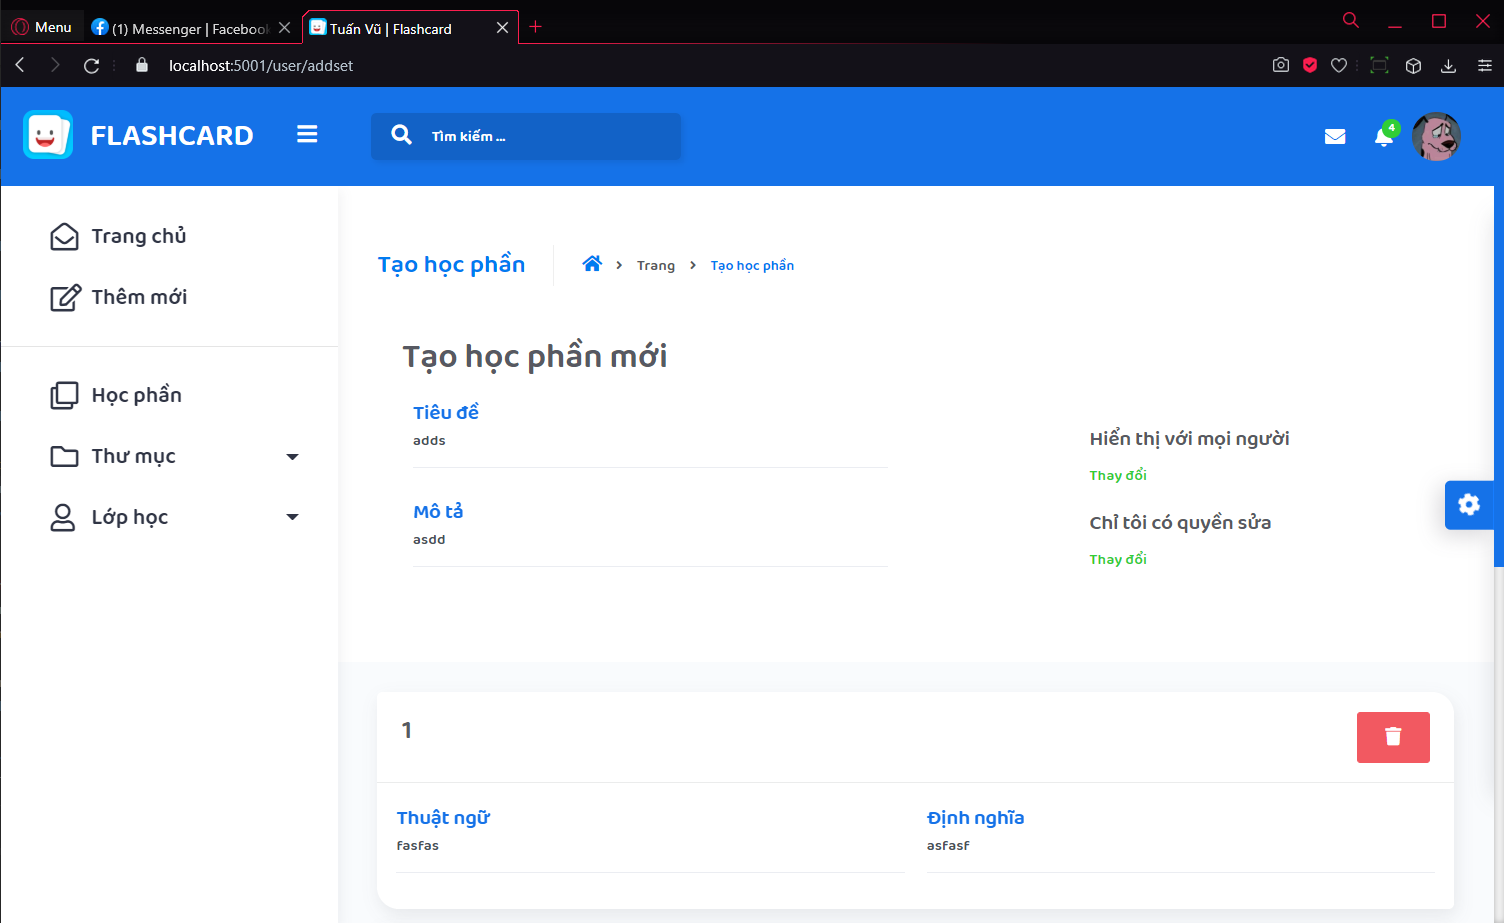 Menu
(1) Messenger | Facebook
Tuấn Vũ | Flashcard
localhost:5001/user/addset
FLASHCARD
Tìm kiếm ...
4
Trang chủ
Thêm mới
Học phần
Thư mục
Lớp học
Tạo học phần
Trang
Tạo học phần
Tạo học phần mới
Tiêu đề
adds
Mô tả
asdd
Hiển thị với mọi người
Thay đổi
Chỉ tôi có quyền sửa
Thay đổi
1
Thuật ngữ
fasfas
Định nghĩa
asfasf